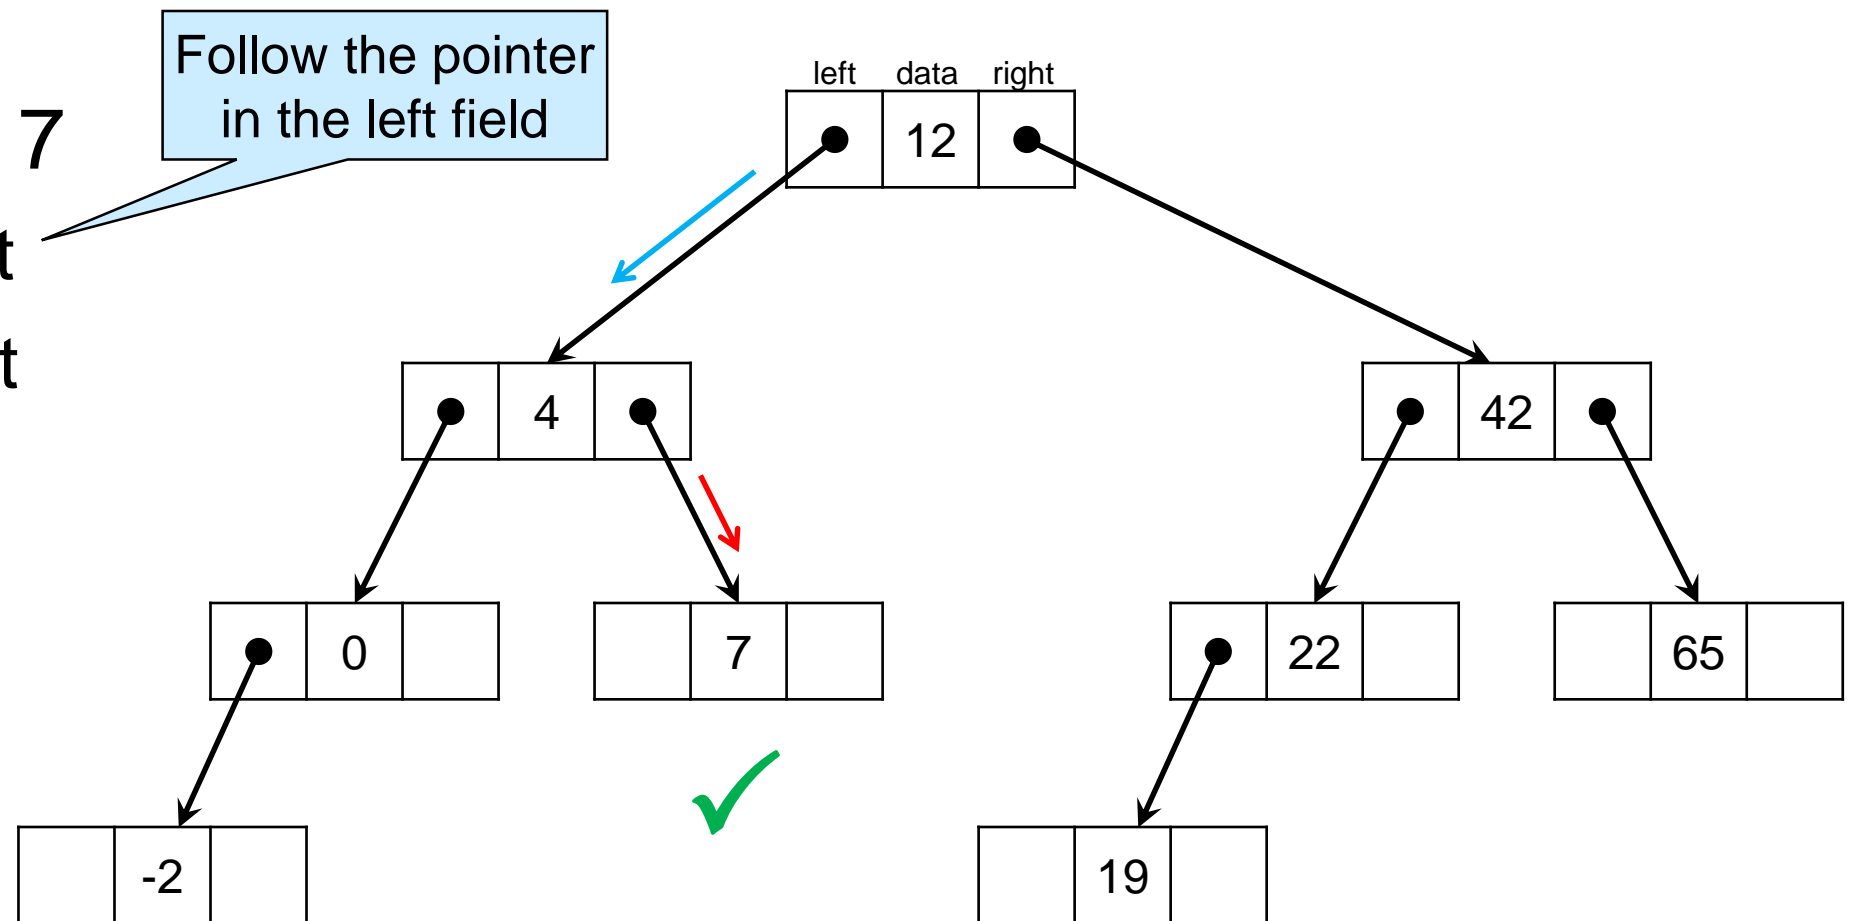 Follow the pointer
in the left field
7
t
t
left data right
12
4
42
0
7
22
65
-2
19